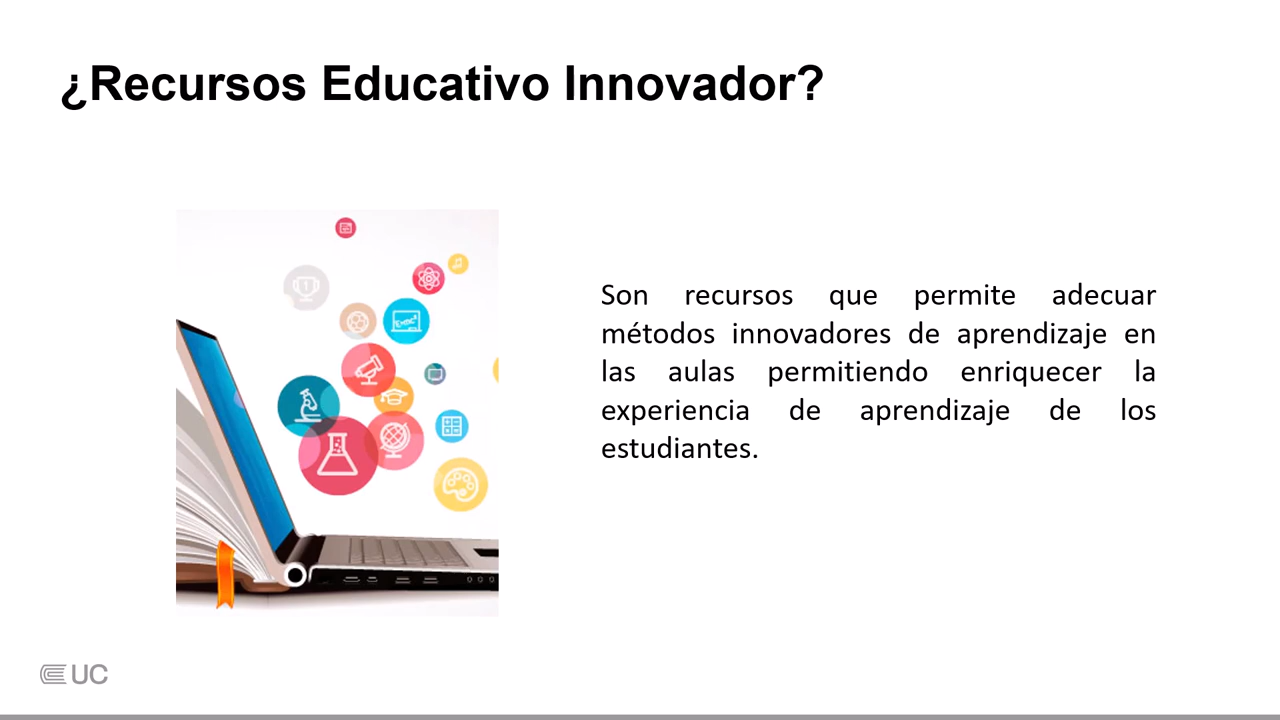 ¿Recursos Educativo Innovador?
Son recursos que permite adecuar
métodos innovadores de aprendizaje en
las aulas permitiendo enriquecer la
experiencia de aprendizaje de los
estudiantes.
UC